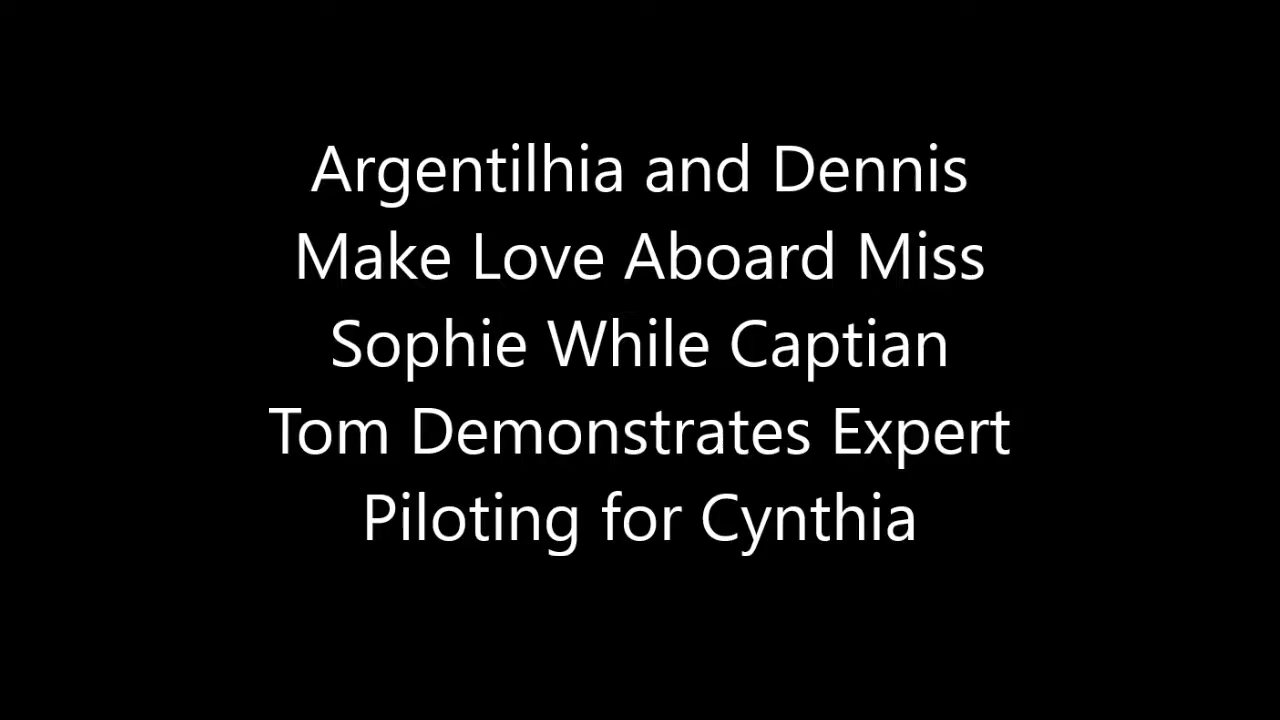 Argentilhia and Dennis
Make Love Aboard Miss
Sophie While Captian
Tom Demonstrates Expert
Piloting for Cynthia